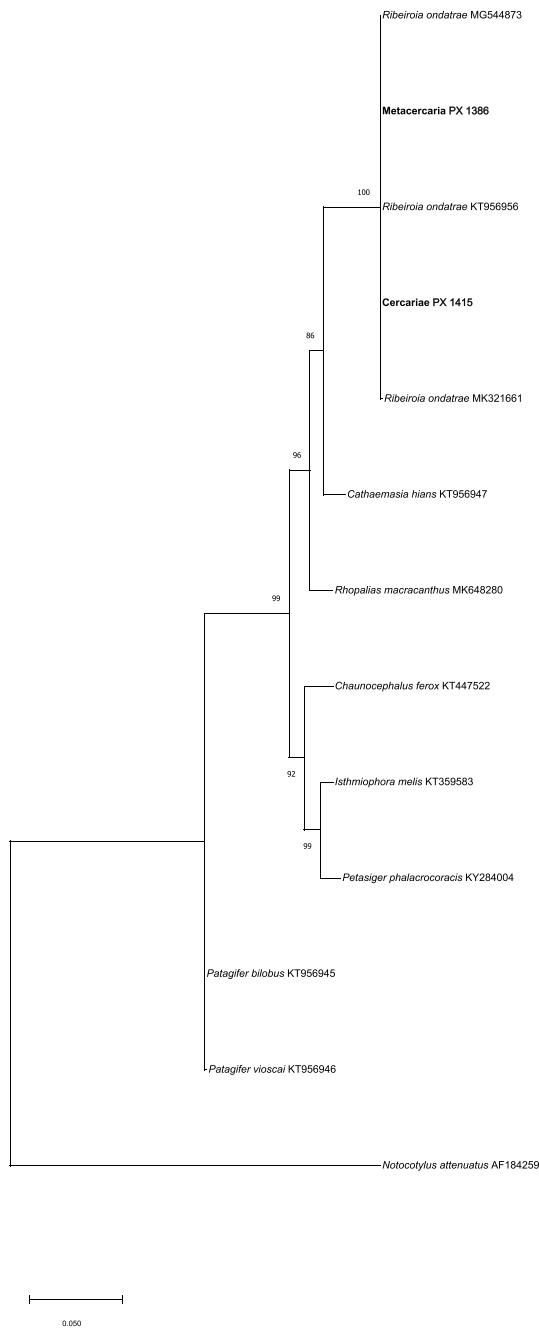 Ribeiroia ondatrae MG544873
Metacercaria PX 1386
100
Ribeiroia ondatrae KT956956
Cercariae PX 1415
86
Ribeiroia ondatrae MK321661
96
Cathaemasia hians KT956947
Rhopalias macracanthus MK648280
99
Chaunocephalus ferox KT447522
92
Isthmiophora melis KT359583
99
Petasiger phalacrocoracis KY284004
Patagifer bilobus KT956945
Patagifer vioscai KT956946
Notocotylus attenuatus AF184259
0.050